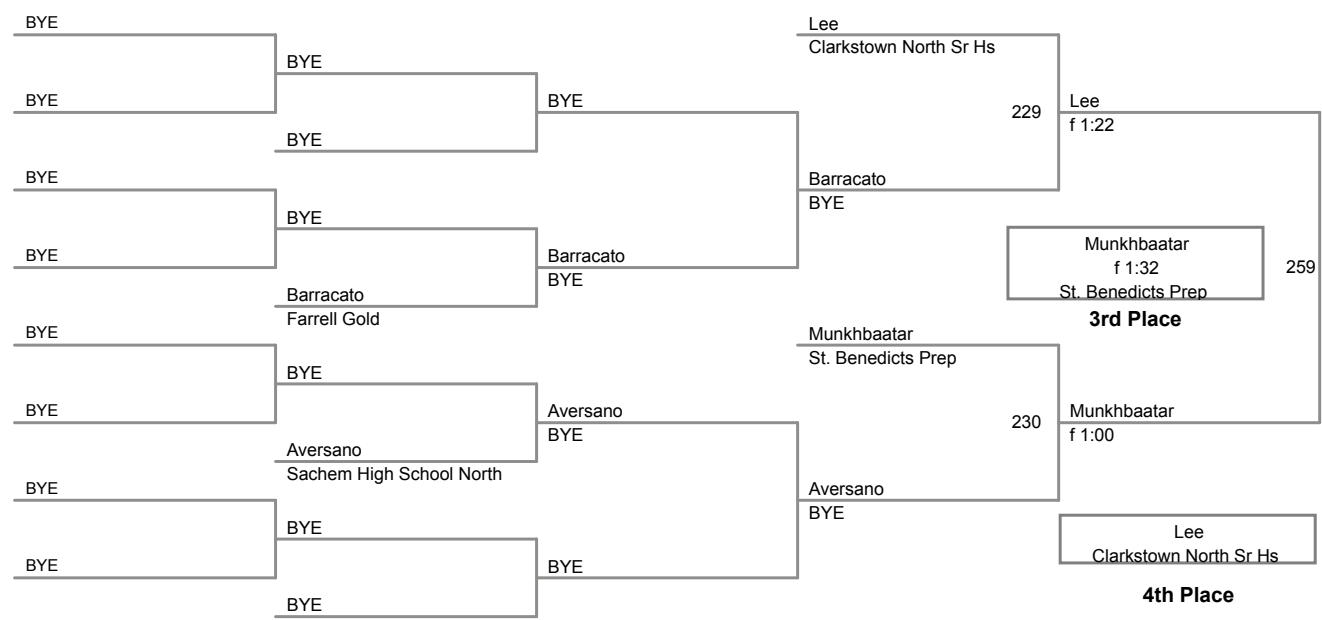 BYE
Lee
Clarkstown North Sr Hs
BYE
BYE
BYE
Lee
229
f 1:22
BYE
BYE
Barracato
BYE
BYE
BYE
Munkhbaatar
f 1:32
St. Benedicts Prep
259
3rd Place
Barracato
BYE
Barracato
Farrell Gold
BYE
Munkhbaatar
St. Benedicts Prep
BYE
BYE
Aversano
BYE
Munkhbaatar
230
f 1:00
Aversano
Sachem High School North
BYE
Aversano
BYE
BYE
Lee
Clarkstown North Sr Hs
4th Place
BYE
BYE
BYE